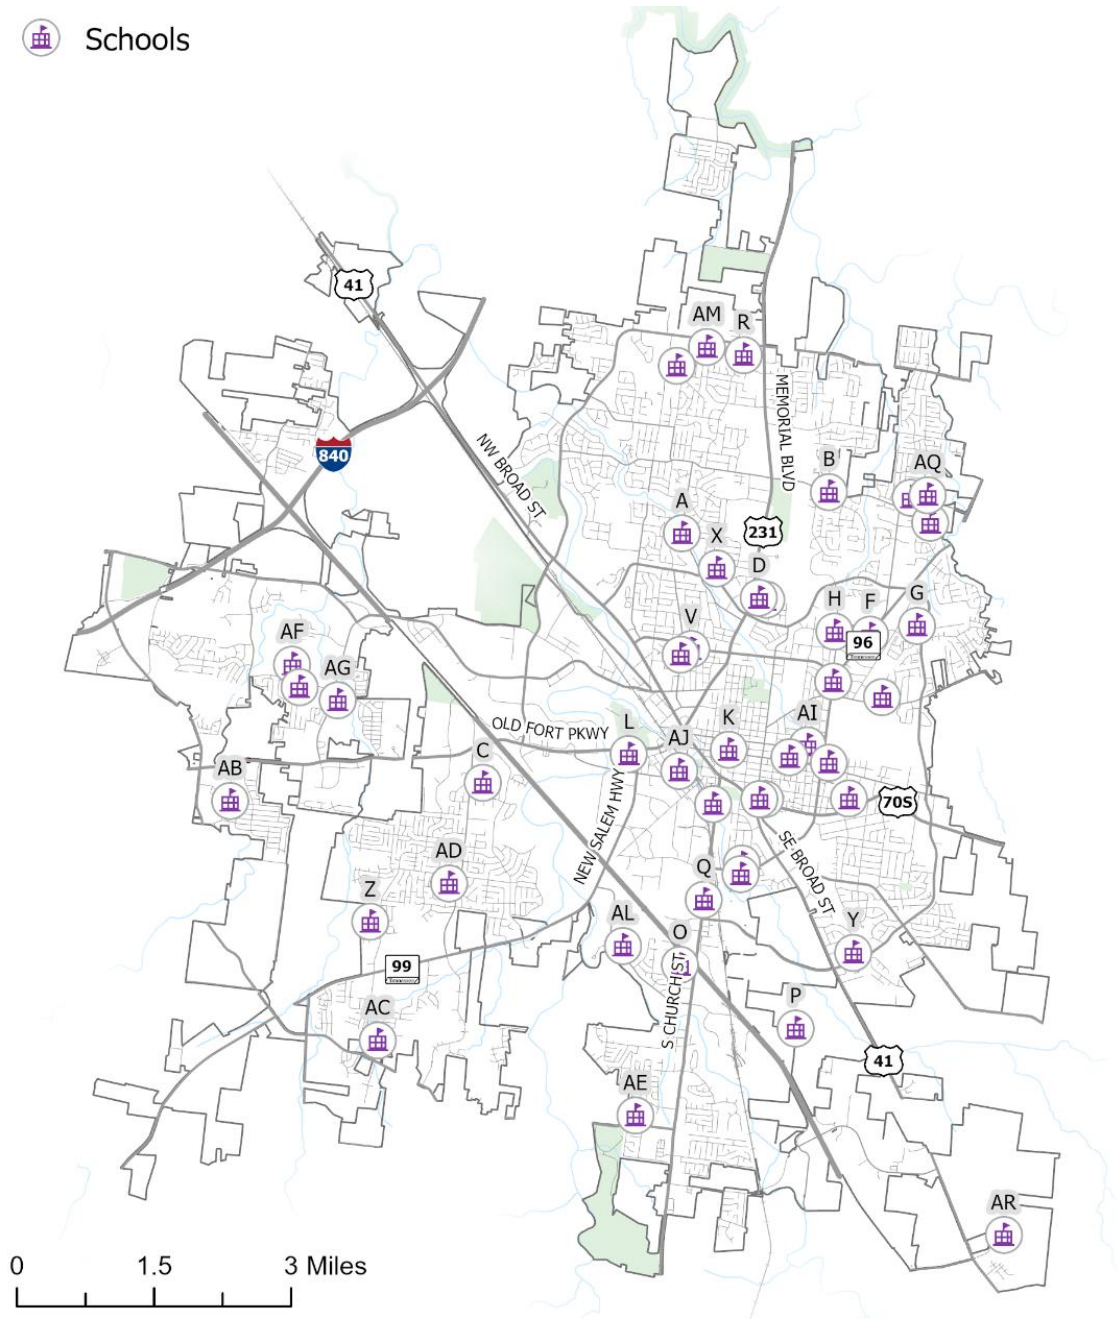 Schools
41
AM
R
MEMORIAL BLVD
840
NW BROAD ST
B
AQ
A
231
X
D
H
F
G
V
96
AF
AG
OLD FORT PKWY
L
K
AI
AJ
C
AB
70S
NEW SALEM HWY
SE BROAD ST
AD
Q
Z
AL
O
Y
99
S CHURCH ST
P
AC
41
AE
AR
0 1.5 3 Miles